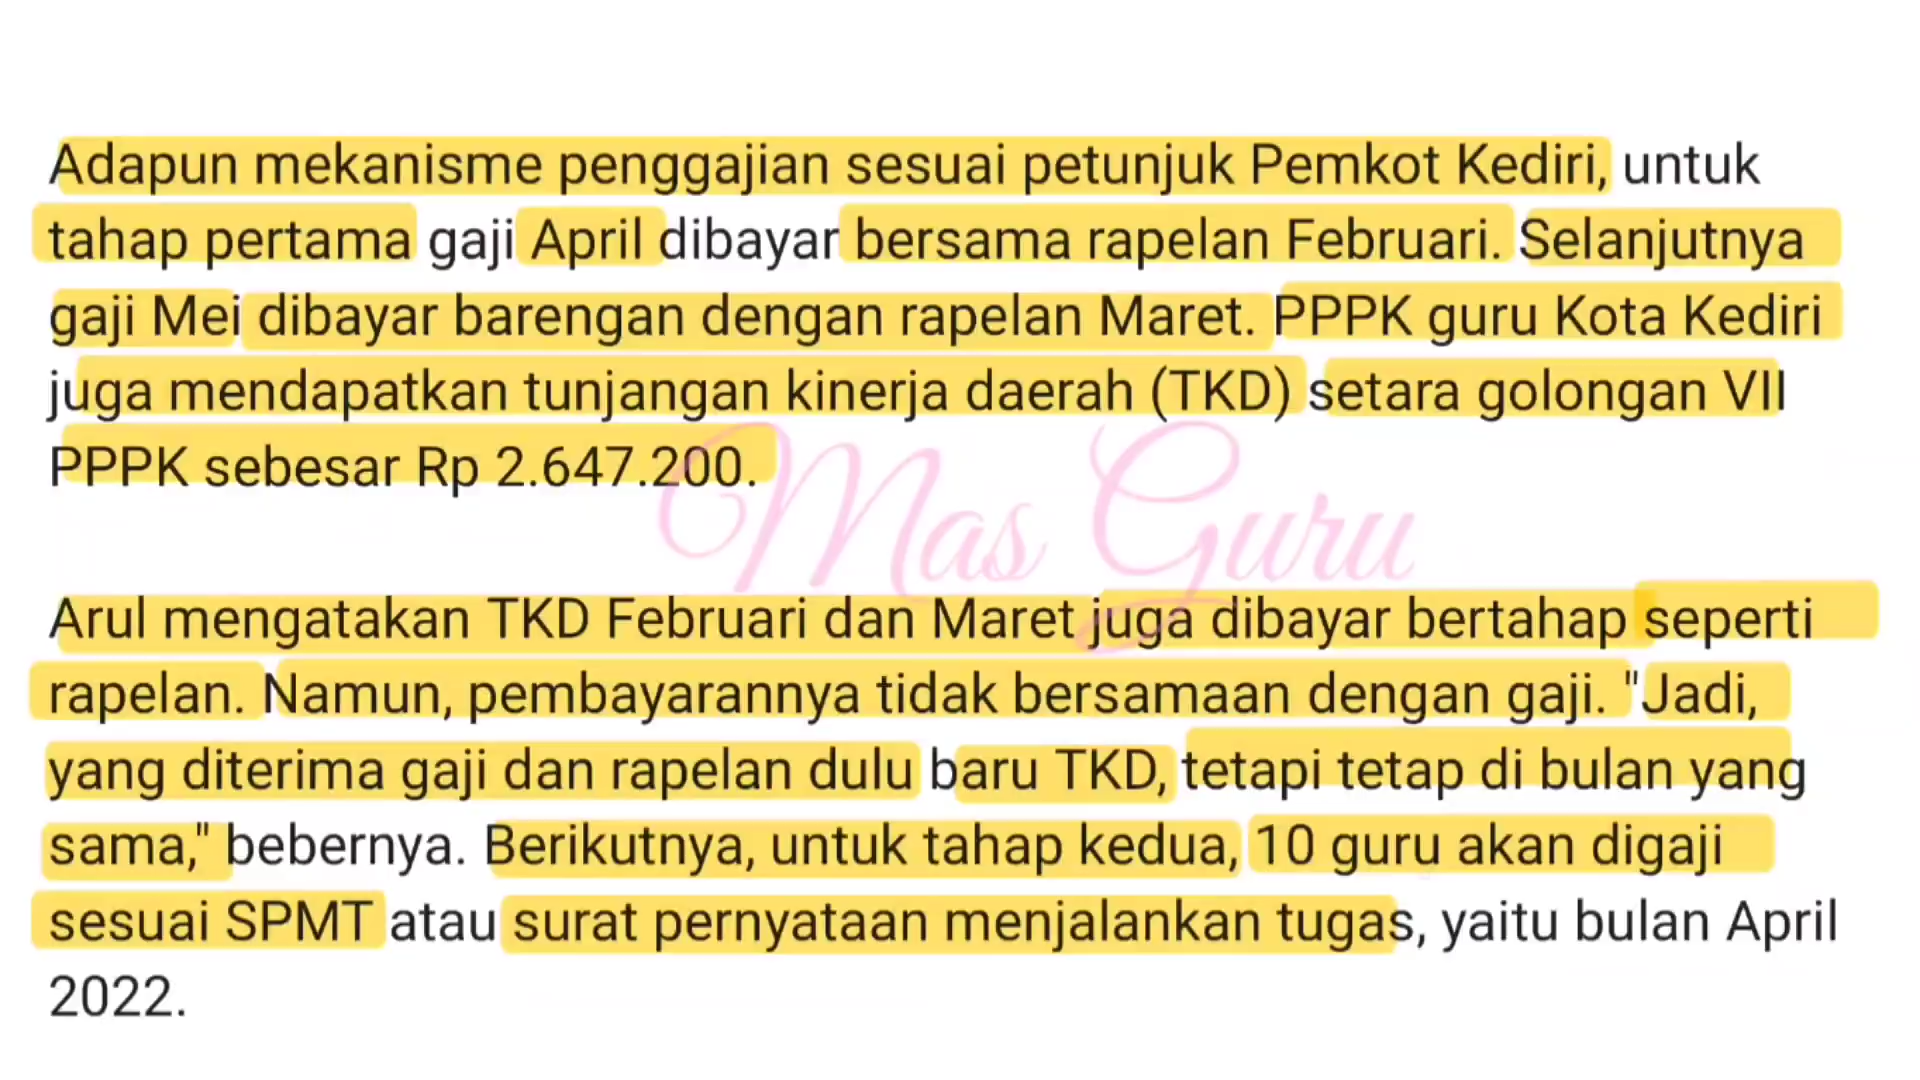 Adapun mekanisme penggajian sesuai petunjuk Pemkot Kediri, untuk
tahap pertama gaji April dibayar bersama rapelan Februari. Selanjutnya
gaji Mei dibayar barengan dengan rapelan Maret. PPPK guru Kota Kediri
juga mendapatkan tunjangan kinerja daerah (TKD) setara golongan VII
PPPK sebesar Rp 2.647.200.
Mas Guru
Arul mengatakan TKD Februari dan Maret juga dibayar bertahap seperti
rapelan. Namun, pembayarannya tidak bersamaan dengan gaji. "Jadi,
yang diterima gaji dan rapelan dulu baru TKD, tetapi tetap di bulan yang
sama," bebernya. Berikutnya, untuk tahap kedua, 10 guru akan digaji
sesuai SPMT atau surat pernyataan menjalankan tugas, yaitu bulan April
2022.